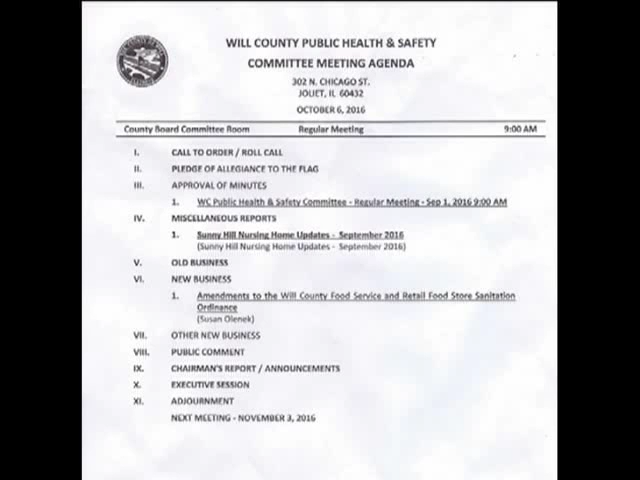 WILL COUNTY PUBLIC HEALTH & SAFETY
COMMITTEE MEETING AGENDA
302 N. CHICAGO ST.
JOLIET, IL 60432
OCTOBER 6, 2016
County Board Committee Room Regular Meeting 9:00 AM
I. CALL TO ORDER / ROLL CALL
II. PLEDGE OF ALLEGIANCE TO THE FLAG
III. APPROVAL OF MINUTES
1. WC Public Health & Safety Committee - Regular Meeting - Sep 1, 2016 9:00 AM
IV. MISCELLANEOUS REPORTS
1. Sunny Hill Nursing Home Updates - September 2016
(Sunny Hill Nursing Home Updates - September 2016)
V. OLD BUSINESS
VI. NEW BUSINESS
1. Amendments to the Will County Food Service and Retail Food Store Sanitation
Ordinance
(Susan Olenek)
VII. OTHER NEW BUSINESS
VIII. PUBLIC COMMENT
IX. CHAIRMAN'S REPORT / ANNOUNCEMENTS
X. EXECUTIVE SESSION
XI. ADJOURNMENT
NEXT MEETING - NOVEMBER 3, 2016